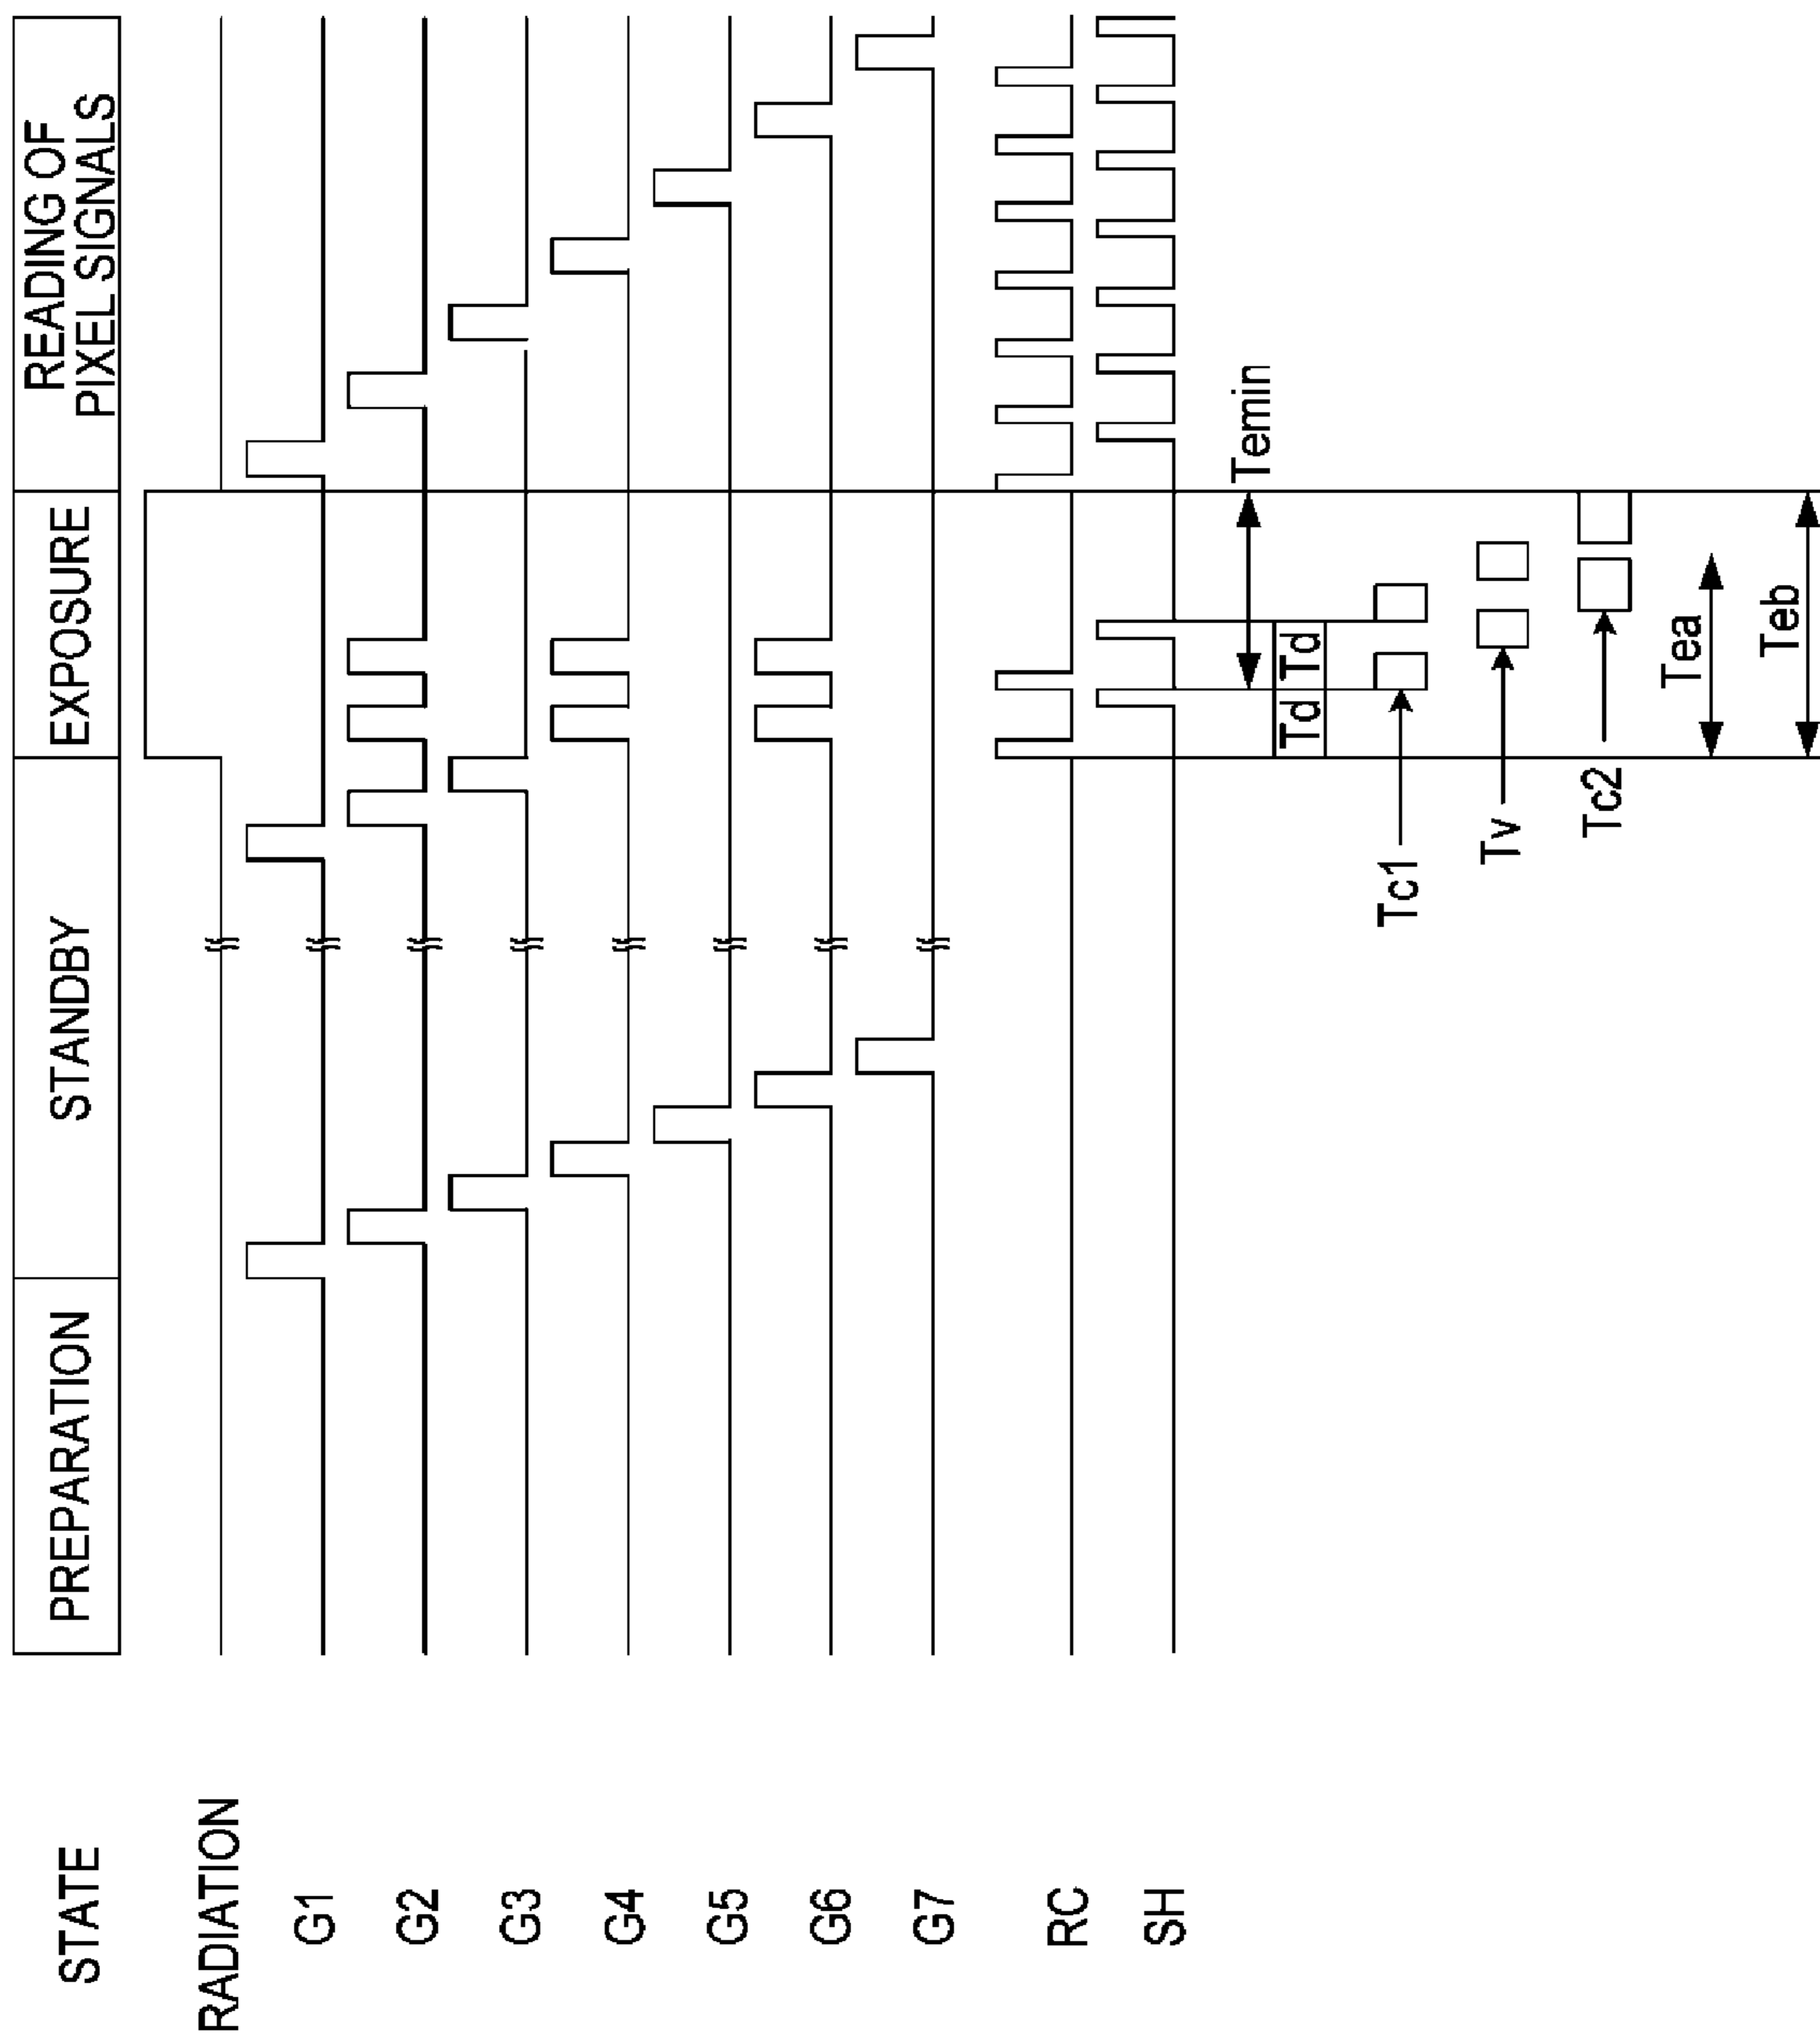 STATE
PREPARATION
STANDBY
EXPOSURE
READING OF
PIXEL SIGNALS
RADIATION
G1
G2
G3
G4
G5
G6
G7
RC
SH
Temin
Td
Td
Tc1
Tv
Tc2
Tea
Teb